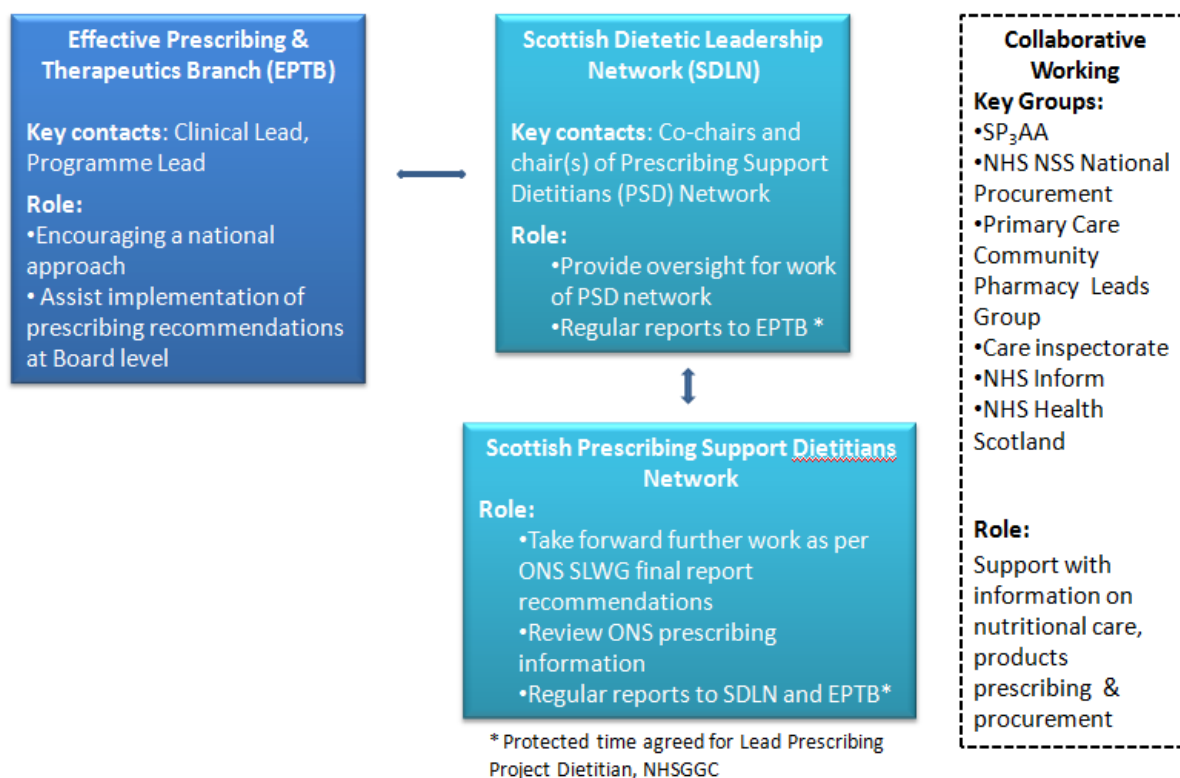 Effective Prescribing &
Therapeutics Branch (EPTB)
Key contacts: Clinical Lead,
Programme Lead
Role:
•Encouraging a national
approach
• Assist implementation of
prescribing recommendations
at Board level
Scottish Dietetic Leadership
Network (SDLN)
Key contacts: Co-chairs and
chair(s) of Prescribing Support
Dietitians (PSD) Network
Role:
•Provide oversight for work
of PSD network
•Regular reports to EPTB *
Scottish Prescribing Support Dietitians
Network
Role:
•Take forward further work as per
ONS SLWG final report
recommendations
•Review ONS prescribing
information
•Regular reports to SDLN and EPTB*
* Protected time agreed for Lead Prescribing
Project Dietitian, NHSGGC
Collaborative
Working
Key Groups:
•SP₃AA
•NHS NSS National
Procurement
•Primary Care
Community
Pharmacy Leads
Group
•Care inspectorate
•NHS Inform
•NHS Health
Scotland
Role:
Support with
information on
nutritional care,
products
prescribing &
procurement